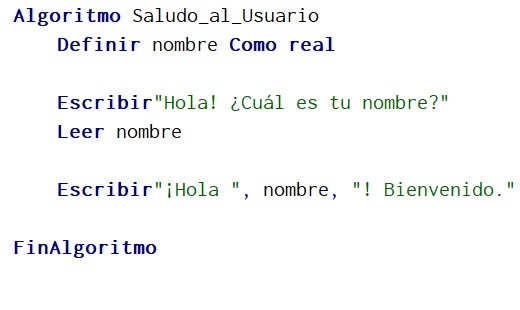 Algoritmo Saludo_al_Usuario
Definir nombre Como real
Escribir"Hola! ¿Cuál es tu nombre?"
Leer nombre
Escribir"¡Hola ", nombre, "! Bienvenido."
FinAlgoritmo